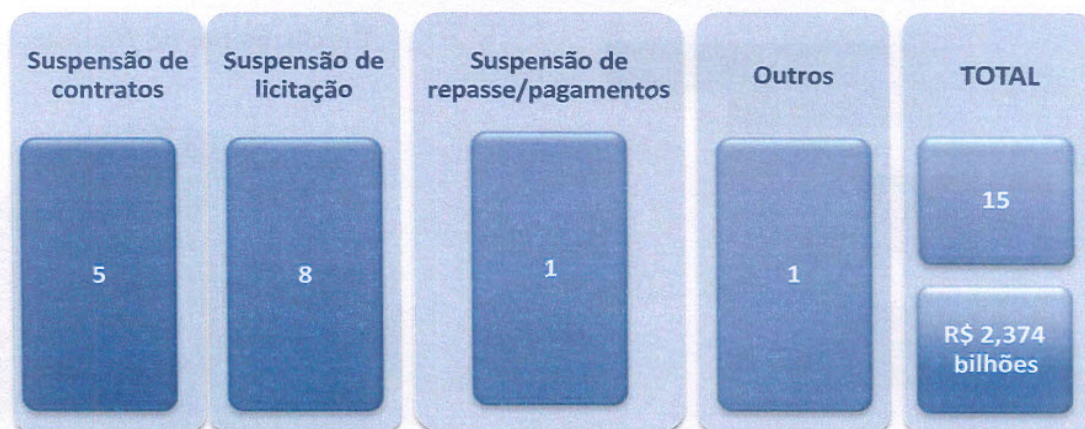 Suspensão de
contratos
5
Suspensão de
licitação
8
Suspensão de
repasse/pagamentos
1
Outros
1
TOTAL
15
R$ 2,374
bilhões